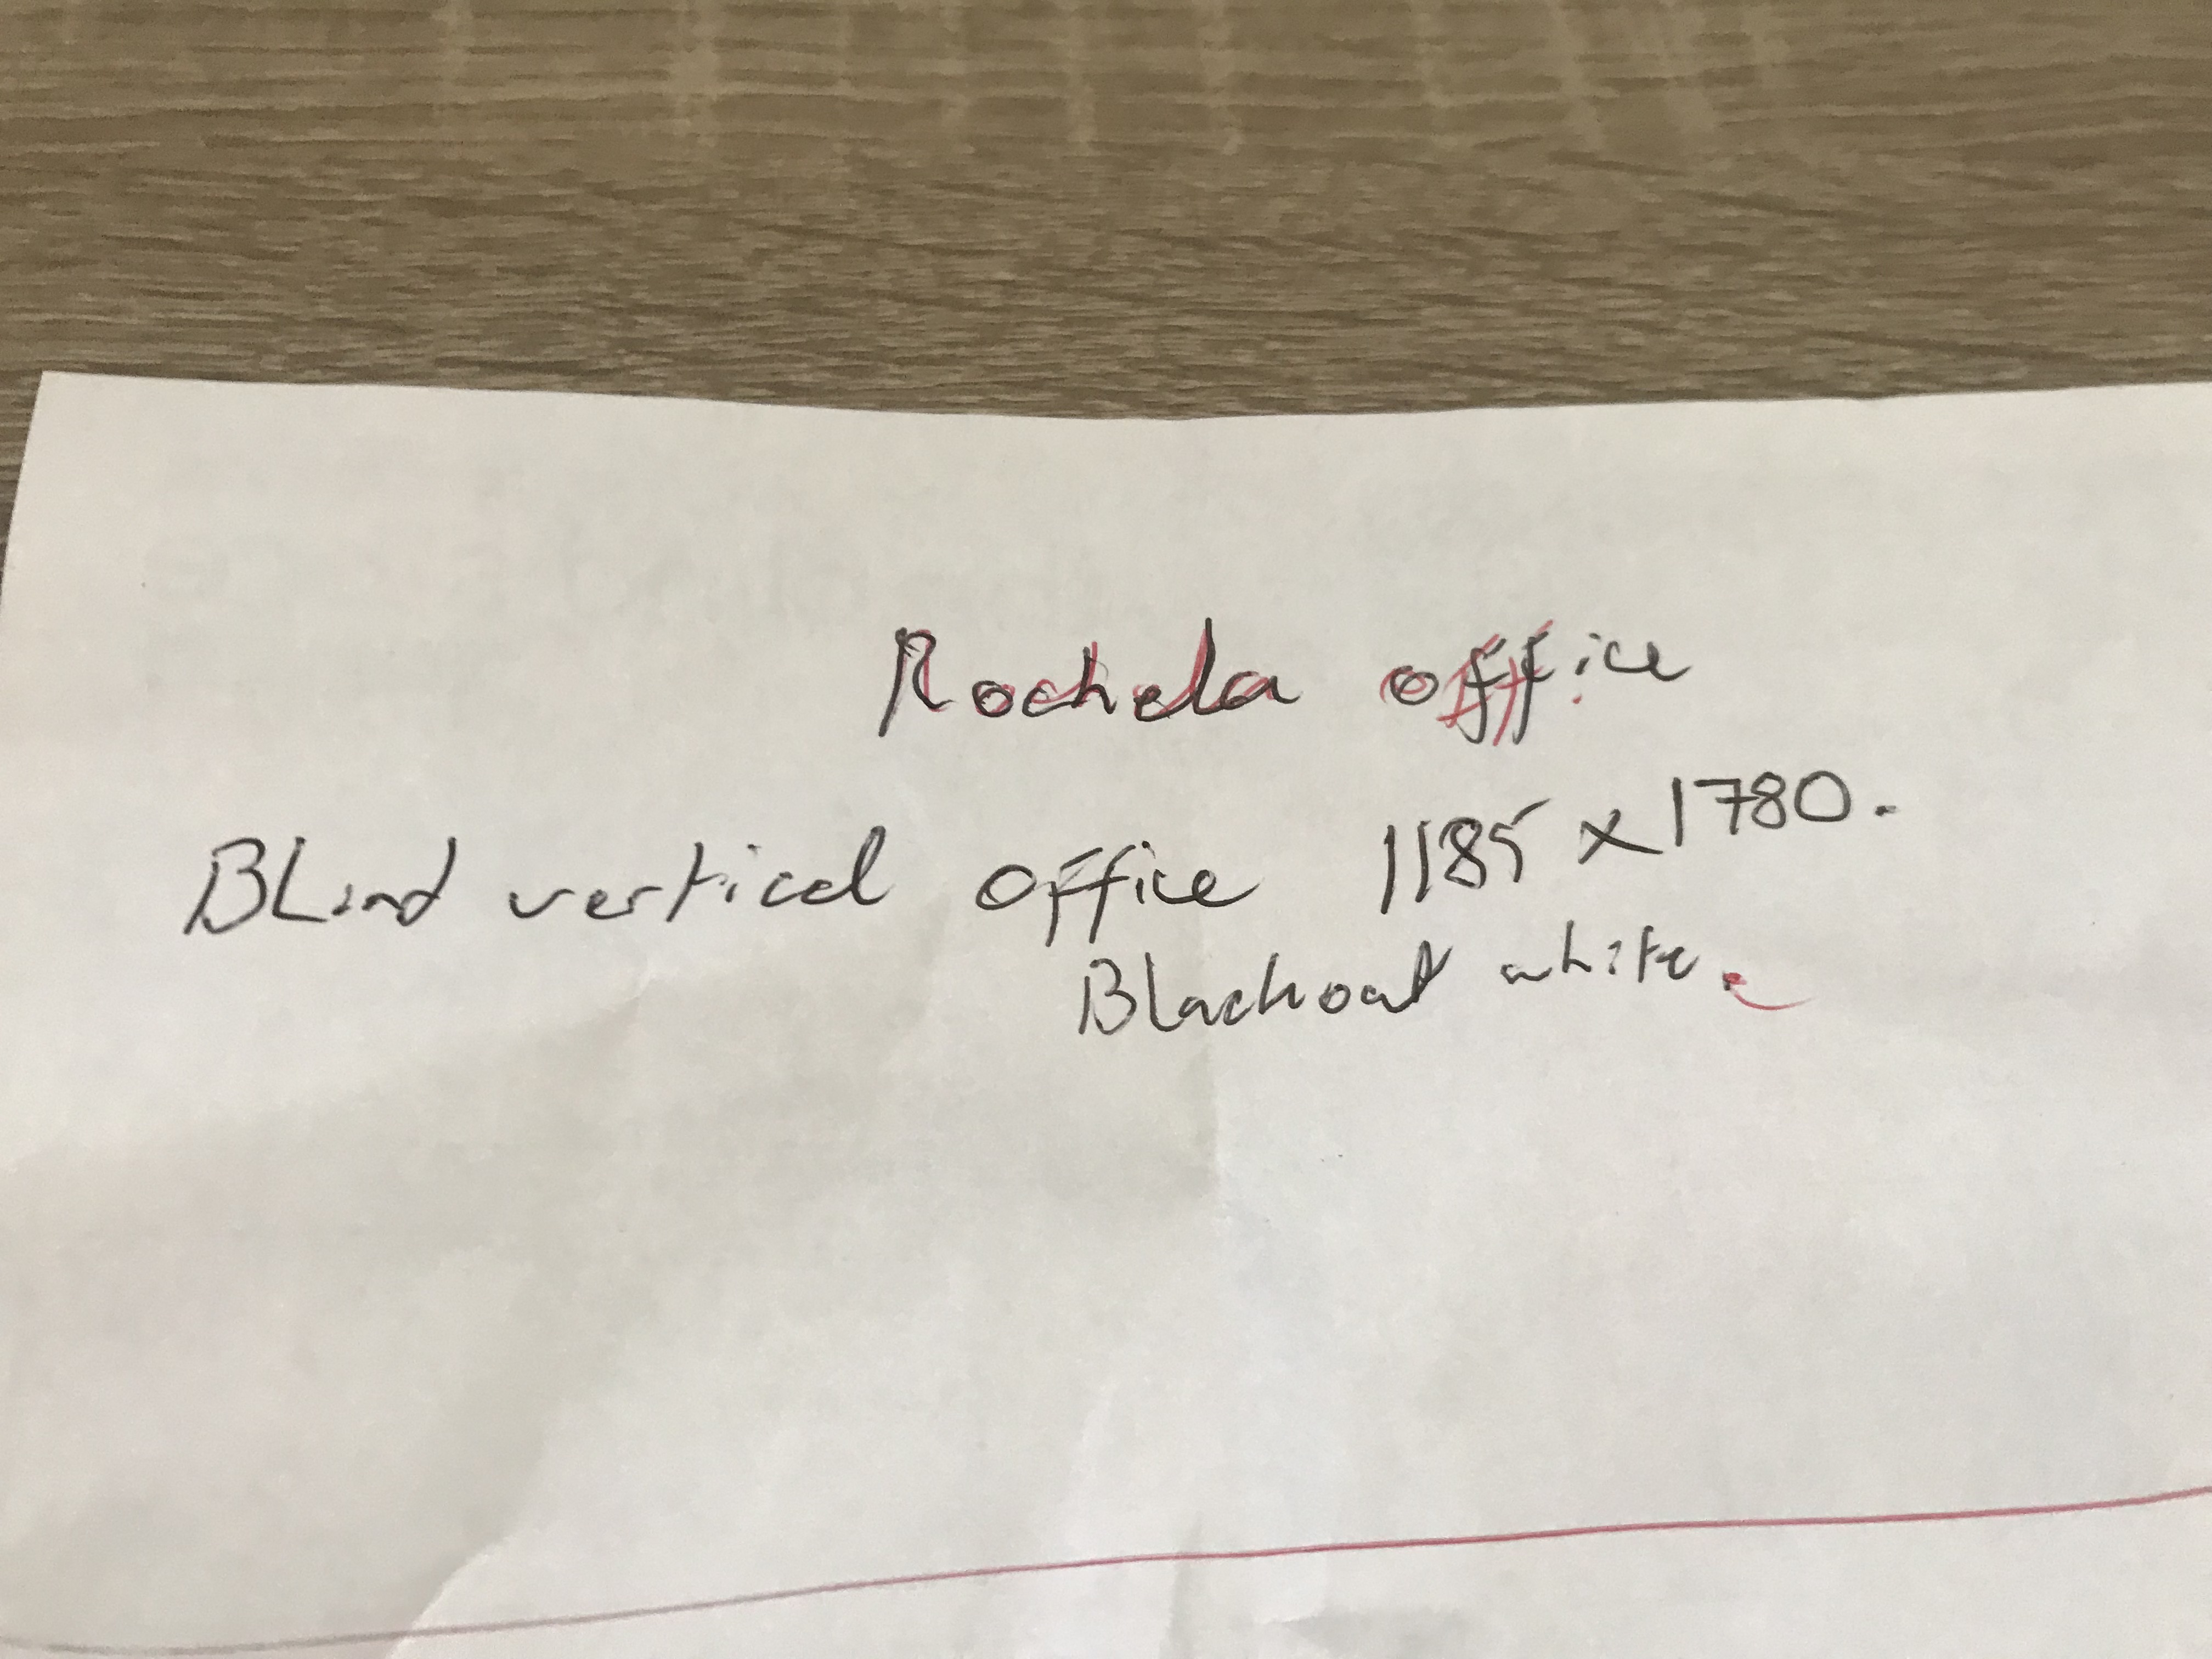 Rochela office
BLind vertical office 1185 x 1780.
Blackout white.